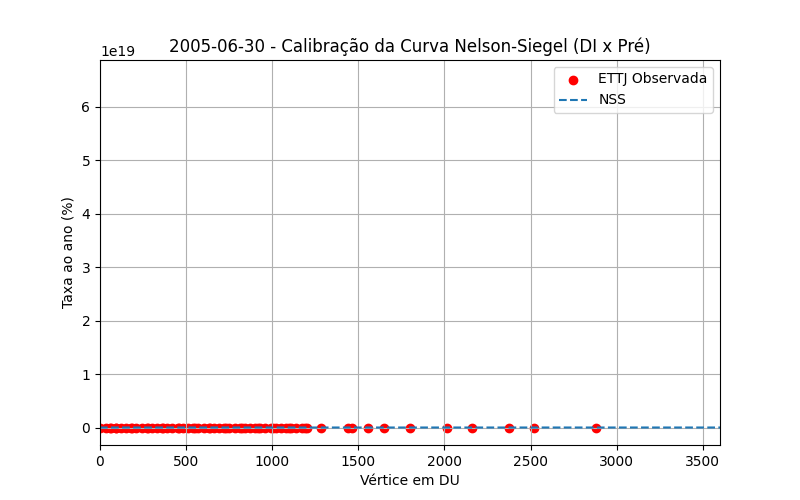 2005-06-30 - Calibração da Curva Nelson-Siegel (DI x Pré)
1e19
ETTJ Observada
NSS
6
5
4
3
2
1
0
Taxa ao ano (%)
0 500 1000 1500 2000 2500 3000 3500
Vértice em DU